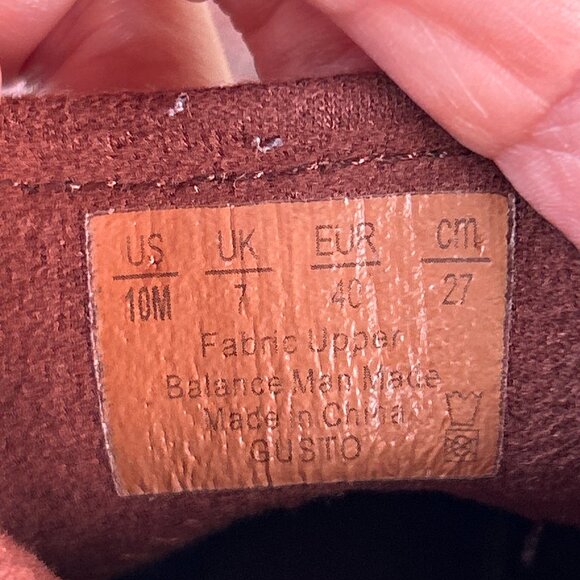 US UK EUR cm
10M 7 40 27
Fabric Upper
Balance Man Made
Made in China
GUSTO